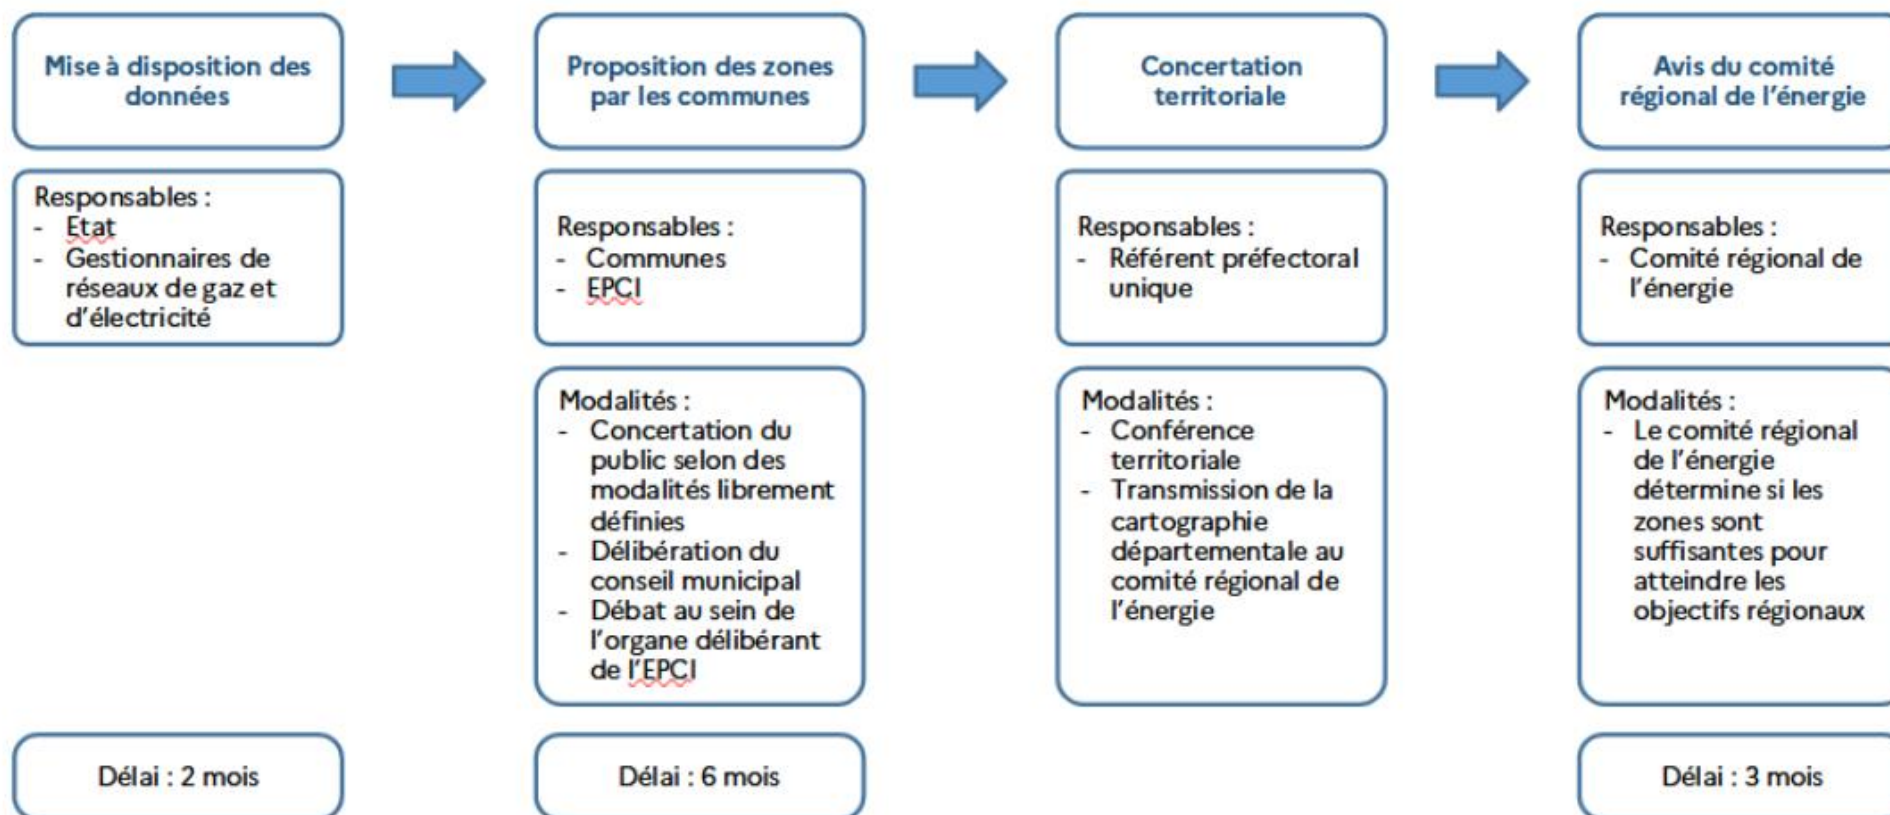 Mise à disposition des
données
Proposition des zones
par les communes
Concertation
territoriale
Avis du comité
régional de l'énergie
Responsables :
- Etat
- Gestionnaires de
réseaux de gaz et
d'électricité
Responsables :
- Communes
- EPCI
Responsables :
- Référent préfectoral
unique
Responsables :
- Comité régional de
l'énergie
Modalités :
- Concertation du
public selon des
modalités librement
définies
- Délibération du
conseil municipal
- Débat au sein de
l'organe délibérant
de l'EPCI
Modalités :
- Conférence
territoriale
- Transmission de la
cartographie
départementale au
comité régional de
l'énergie
Modalités :
- Le comité régional
de l'énergie
détermine si les
zones sont
suffisantes pour
atteindre les
objectifs régionaux
Délai : 2 mois
Délai : 6 mois
Délai : 3 mois